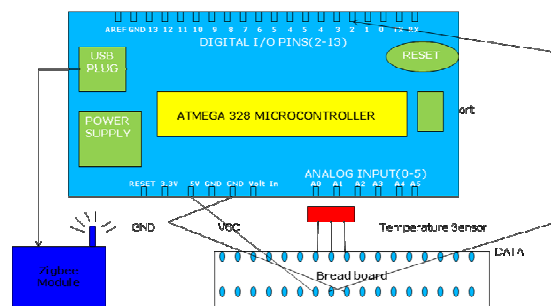 AREF GND 13 12 11 10 9 8 7 6 5 4 5 4 3 2 1 0 TX RX
DIGITAL I/O PINS(2-13)
USB
PLUG
RESET
POWER
SUPPLY
ATMEGA 328 MICROCONTROLLER
ort
ANALOG INPUT(0-5)
RESET 3.3V 5V GND GND Volt In
A0 A1 A2 A3 A4 A5
GND
VCC
Temperature Sensor
DATA
Zigbee
Module
Bread board